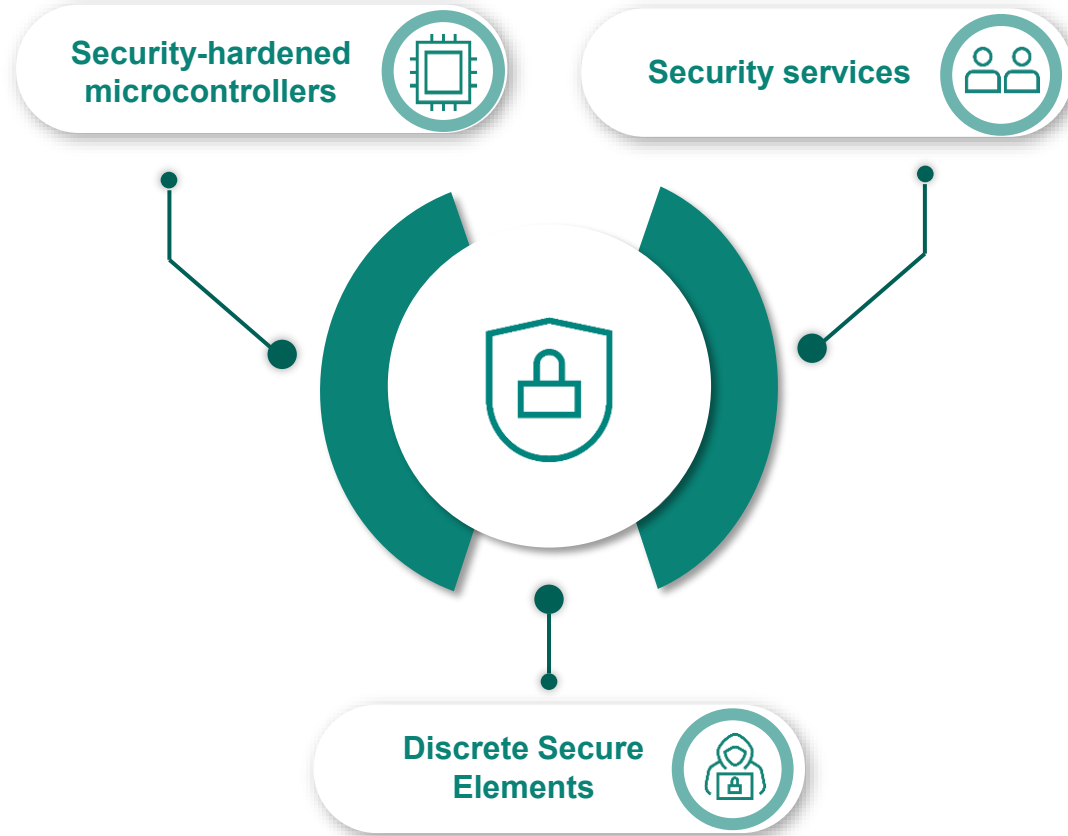 Security-hardened
microcontrollers
Security services
Discrete Secure
Elements